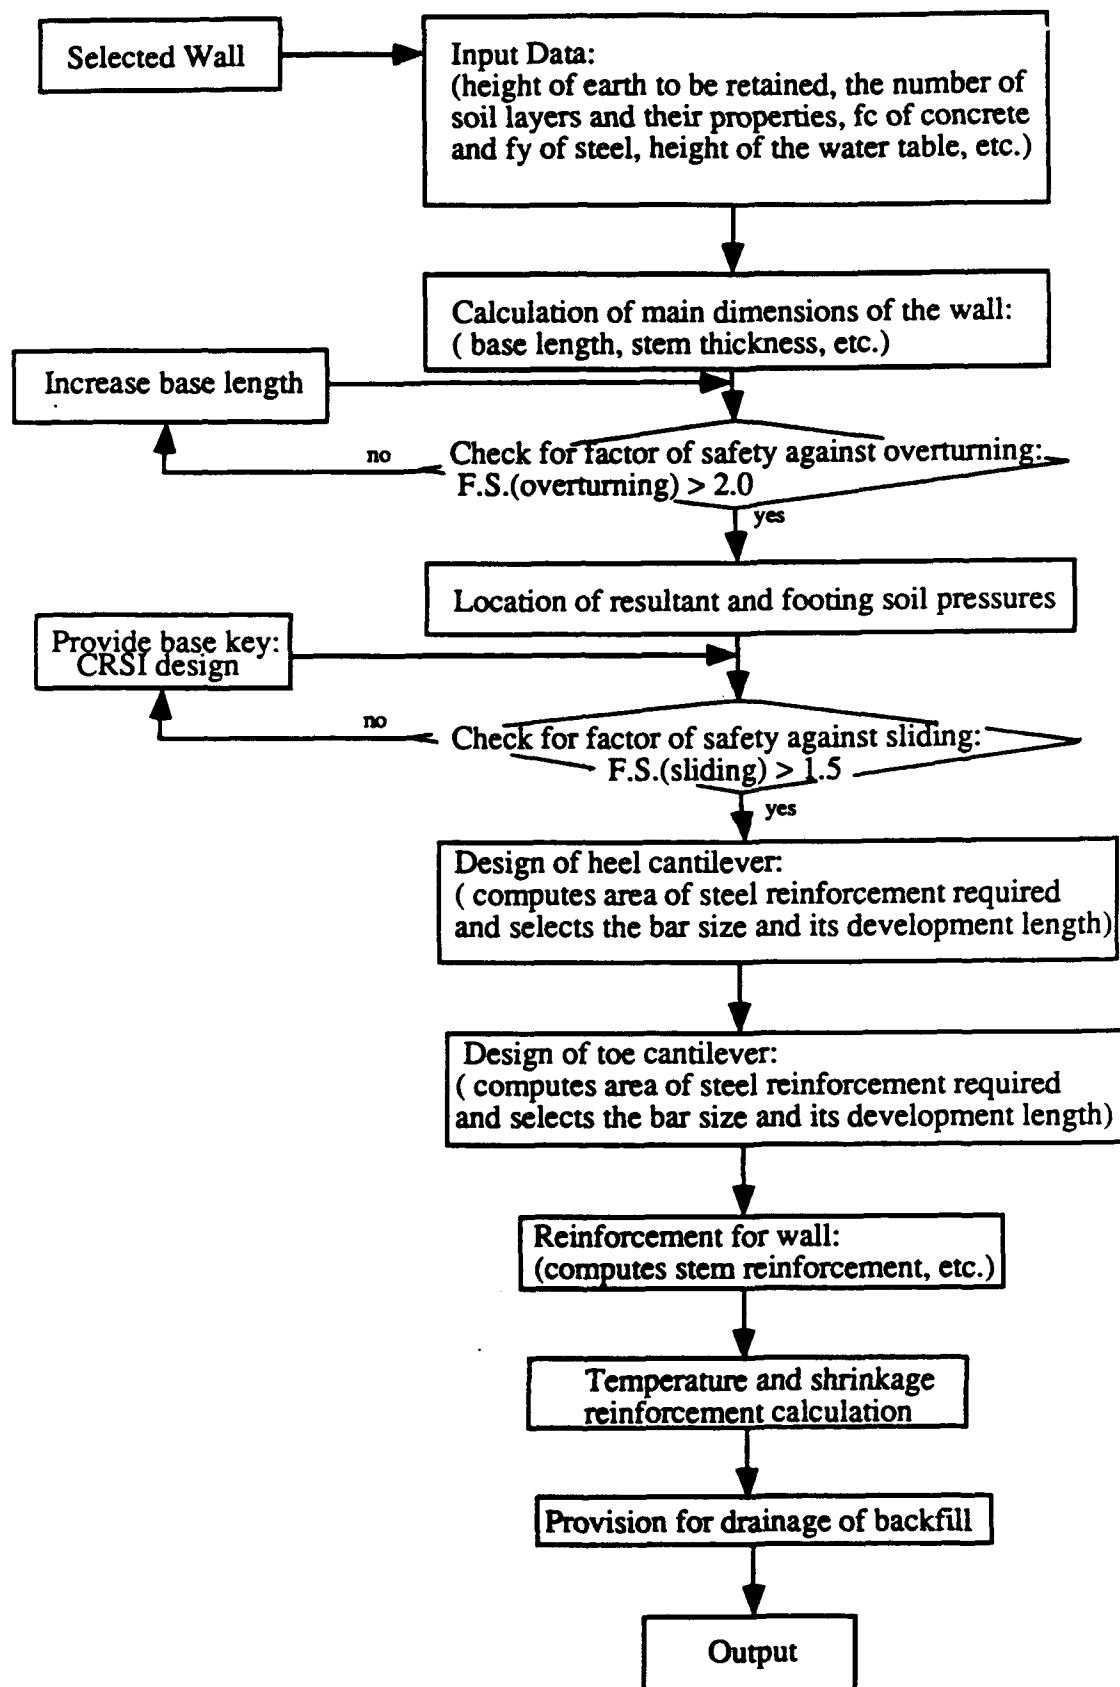 Selected Wall
Input Data:
(height of earth to be retained, the number of
soil layers and their properties, fc of concrete
and fy of steel, height of the water table, etc.)
Calculation of main dimensions of the wall:
( base length, stem thickness, etc.)
Increase base length
no
Check for factor of safety against overturning:
F.S.(overturning) > 2.0
yes
Location of resultant and footing soil pressures
Provide base key:
CRSI design
no
Check for factor of safety against sliding:
F.S.(sliding) > 1.5
yes
Design of heel cantilever:
( computes area of steel reinforcement required
and selects the bar size and its development length)
Design of toe cantilever:
( computes area of steel reinforcement required
and selects the bar size and its development length)
Reinforcement for wall:
(computes stem reinforcement, etc.)
Temperature and shrinkage
reinforcement calculation
Provision for drainage of backfill
Output